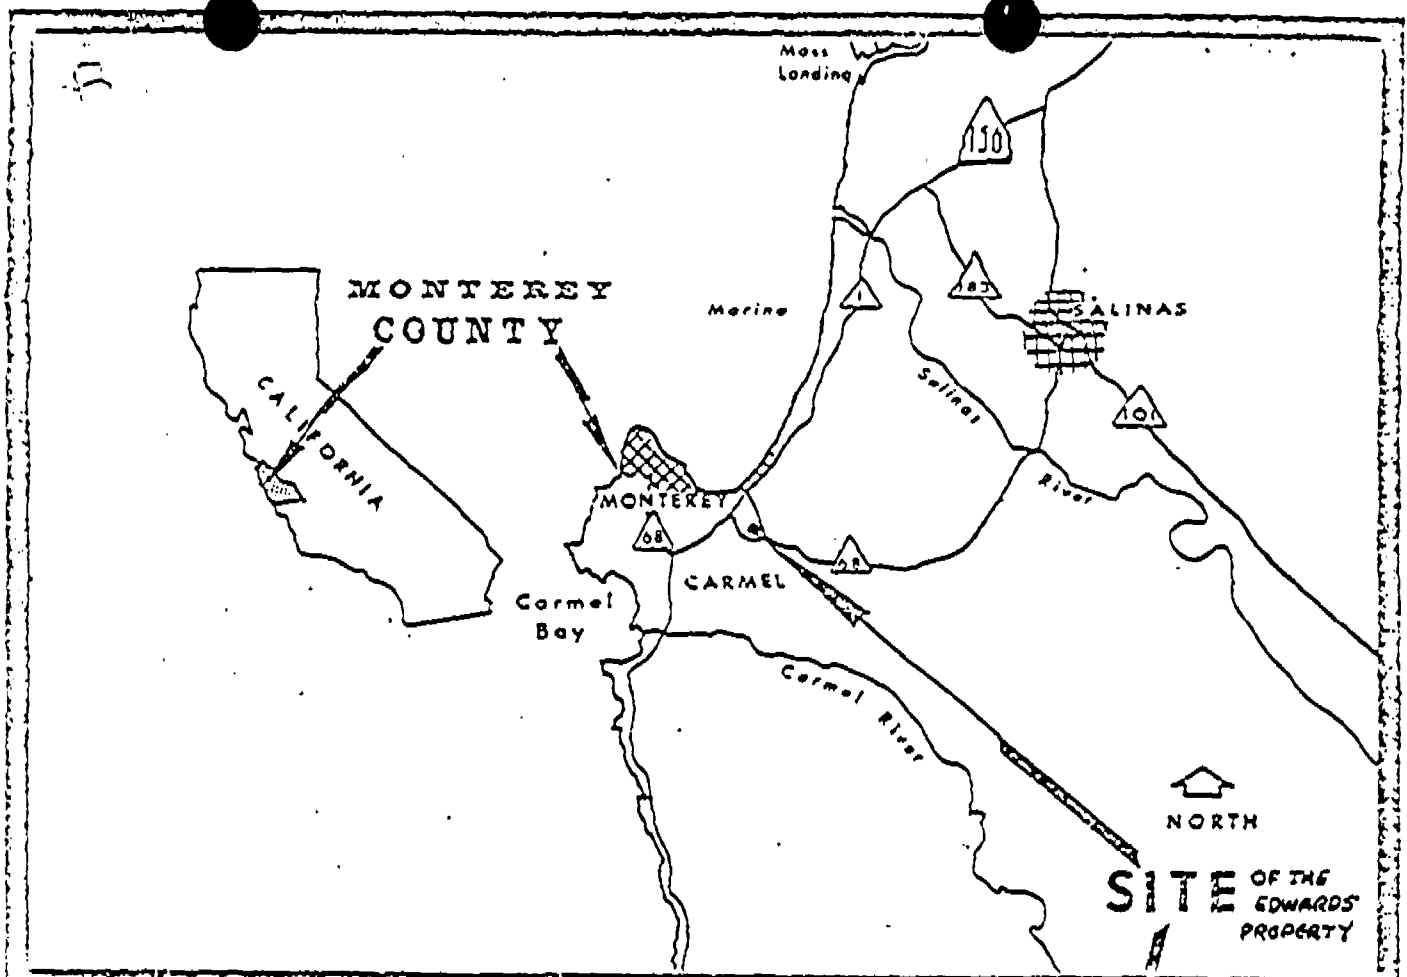 Moss
Landing
MONTEREY
COUNTY
CALIFORNIA
Marina
1
183
SALINAS
Salinas
River
101
MONTEREY
68
68
CARMEL
Carmel
Bay
Carmel River
NORTH
SITE OF THE
EDWARDS'
PROPERTY